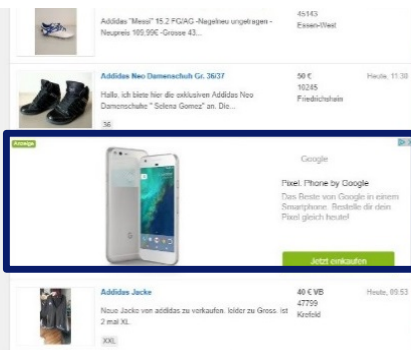 Addidas "Messi" 15.2 FG/AG -Nagelneu ungetragen -
Neupreis 109,99€ -Grosse 43...
45143
Essen-West
Addidas Neo Damenschuh Gr. 36/37
Hallo, ich biete hier die exklusiven Addidas Neo
Damenschuhe " Selena Gomez" an. Die...
36
50 €
10245
Friedrichshain
Heute, 11:38
Anzeige
Google
Pixel. Phone by Google
Das Beste von Google in einem
Smartphone. Bestelle dir dein
Pixel gleich heute!
Jetzt einkaufen
Addidas Jacke
Neue Jacke von addidas zu verkaufen. leider zu Gross. ist
2 mal XL.
XXL
40 € VB
47799
Krefeld
Heute, 09:53